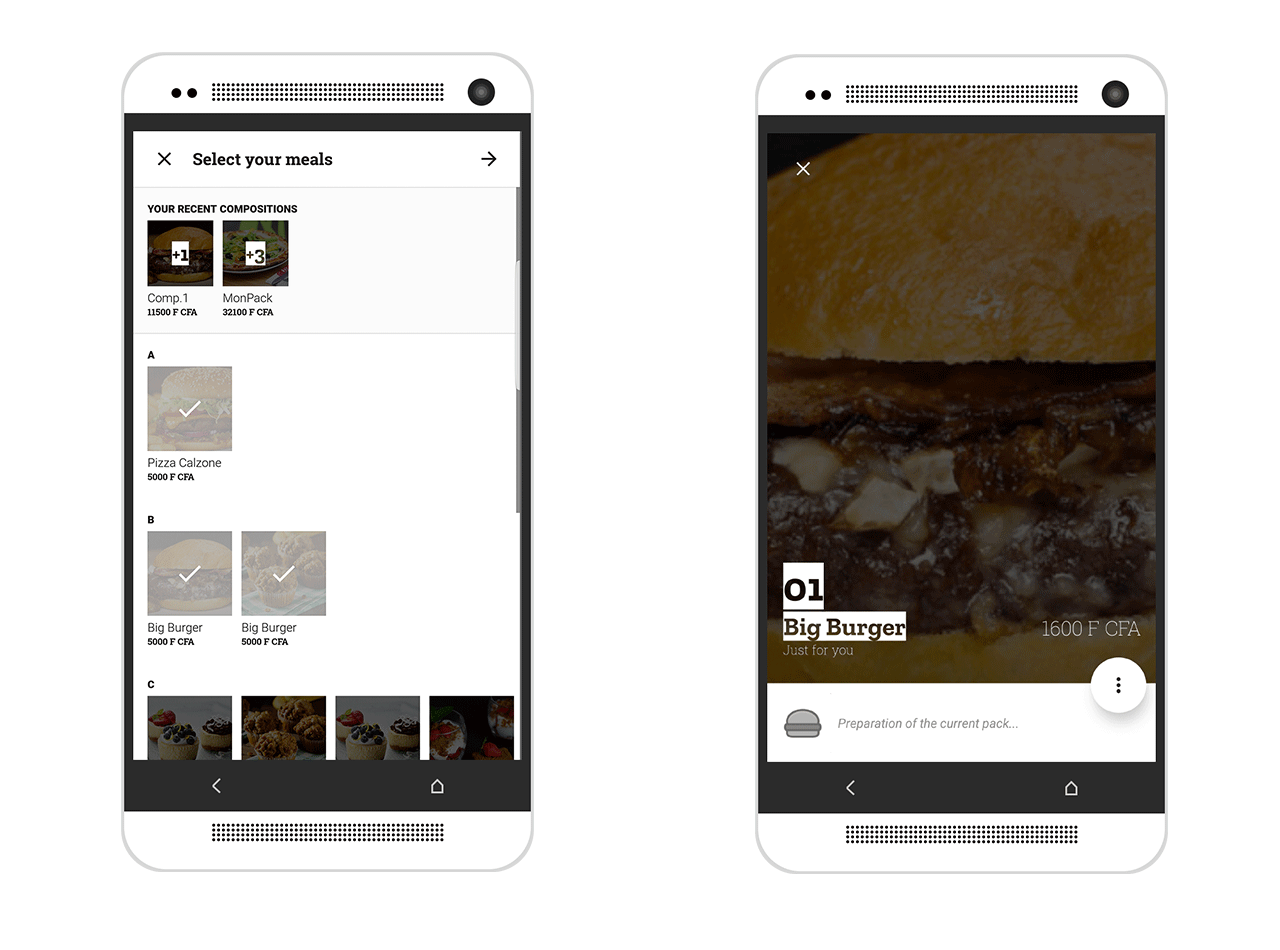 Select your meals
YOUR RECENT COMPOSITIONS
+1
+3
Comp.1
MonPack
11500 F CFA
32100 F CFA
A
Pizza Calzone
5000 F CFA
B
Big Burger
Big Burger
5000 F CFA
5000 F CFA
C
01
Big Burger
1600 F CFA
Just for you
Preparation of the current pack...